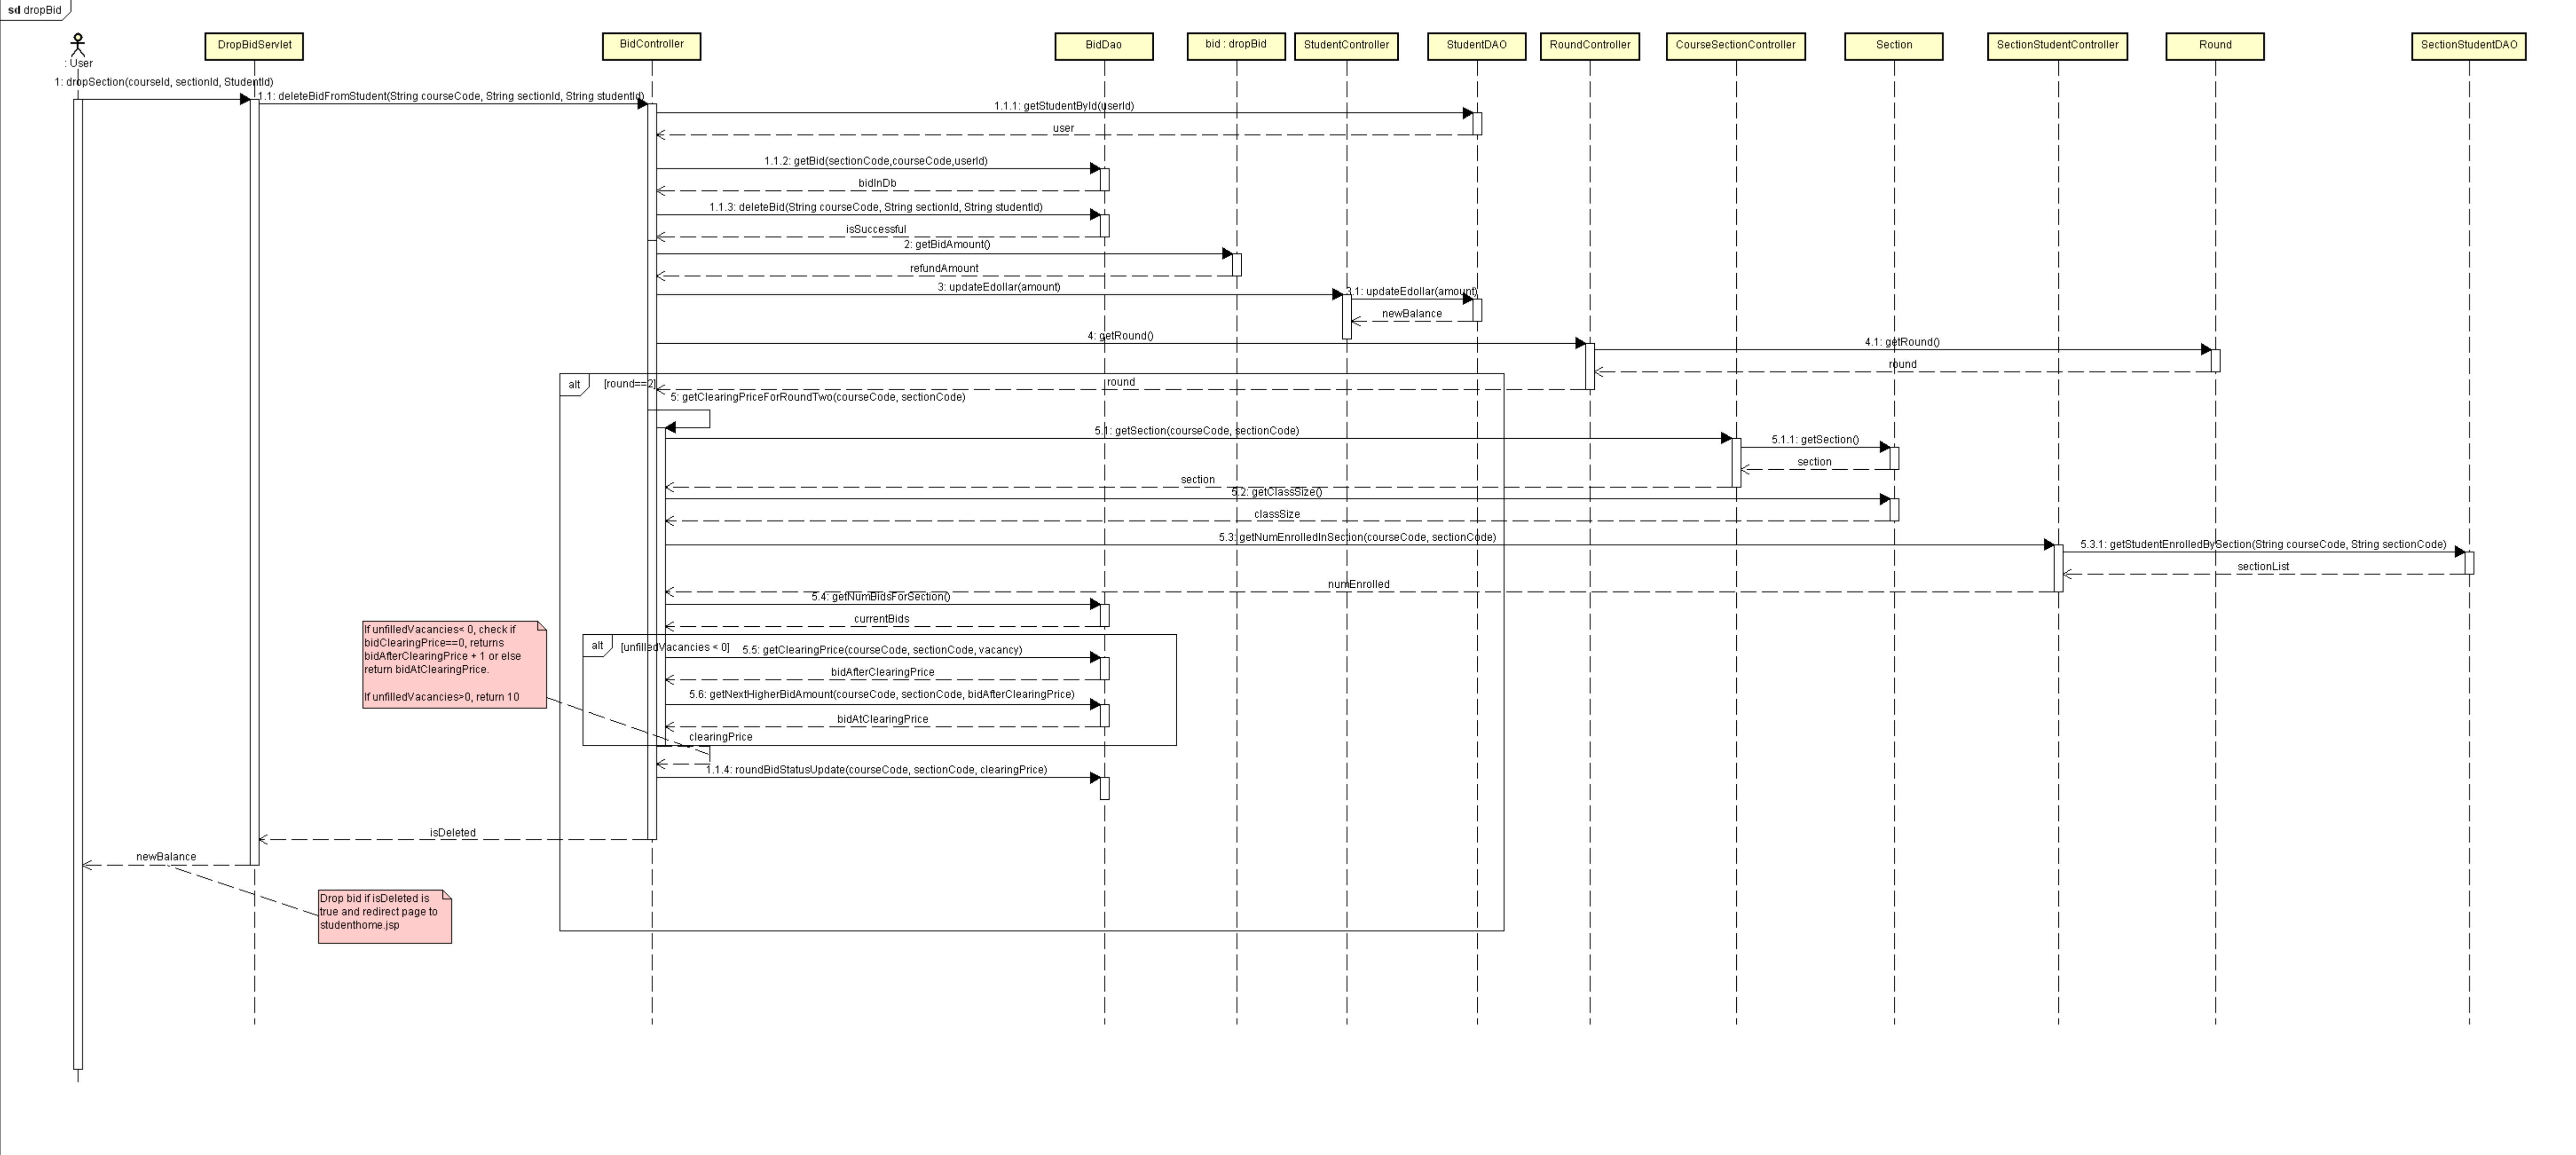 sd dropBid
: User
DropBidServlet
BidController
BidDao
bid : dropBid
StudentController
StudentDAO
RoundController
CourseSectionController
Section
SectionStudentController
Round
SectionStudentDAO
1: dropSection(courseId, sectionId, StudentId)
1.1: deleteBidFromStudent(String courseCode, String sectionId, String studentId)
1.1.1: getStudentById(userId)
user
1.1.2: getBid(sectionCode,courseCode,userId)
bidInDb
1.1.3: deleteBid(String courseCode, String sectionId, String studentId)
isSuccessful
2: getBidAmount()
refundAmount
3: updateEdollar(amount)
3.1: updateEdollar(amount)
newBalance
4: getRound()
4.1: getRound()
round
alt
[round==2]
round
5: getClearingPriceForRoundTwo(courseCode, sectionCode)
5.1: getSection(courseCode, sectionCode)
5.1.1: getSection()
section
section
5.2: getClassSize()
classSize
5.3: getNumEnrolledInSection(courseCode, sectionCode)
5.3.1: getStudentEnrolledBySection(String courseCode, String sectionCode)
sectionList
numEnrolled
5.4: getNumBidsForSection()
currentBids
If unfilledVacancies< 0, check if
bidClearingPrice==0, returns
bidAfterClearingPrice + 1 or else
return bidAtClearingPrice.
If unfilledVacancies>0, return 10
alt
[unfilledVacancies < 0]
5.5: getClearingPrice(courseCode, sectionCode, vacancy)
bidAfterClearingPrice
5.6: getNextHigherBidAmount(courseCode, sectionCode, bidAfterClearingPrice)
bidAtClearingPrice
clearingPrice
1.1.4: roundBidStatusUpdate(courseCode, sectionCode, clearingPrice)
isDeleted
newBalance
Drop bid if isDeleted is
true and redirect page to
studenthome.jsp